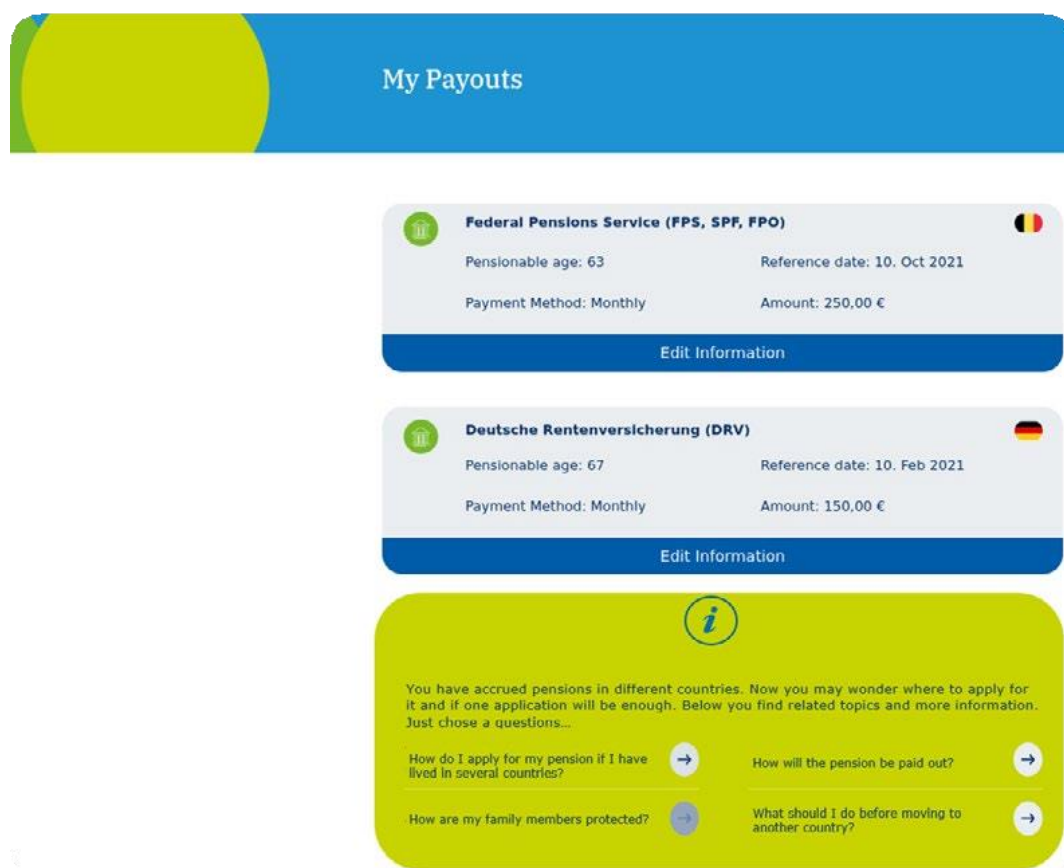 My Payouts
Federal Pensions Service (FPS, SPF, FPO)
Pensionable age: 63
Reference date: 10. Oct 2021
Payment Method: Monthly
Amount: 250,00 €
Edit Information
Deutsche Rentenversicherung (DRV)
Pensionable age: 67
Reference date: 10. Feb 2021
Payment Method: Monthly
Amount: 150,00 €
Edit Information
i
You have accrued pensions in different countries. Now you may wonder where to apply for
it and if one application will be enough. Below you find related topics and more information.
Just chose a questions...
How do I apply for my pension if I have
lived in several countries?
How will the pension be paid out?
How are my family members protected?
What should I do before moving to
another country?